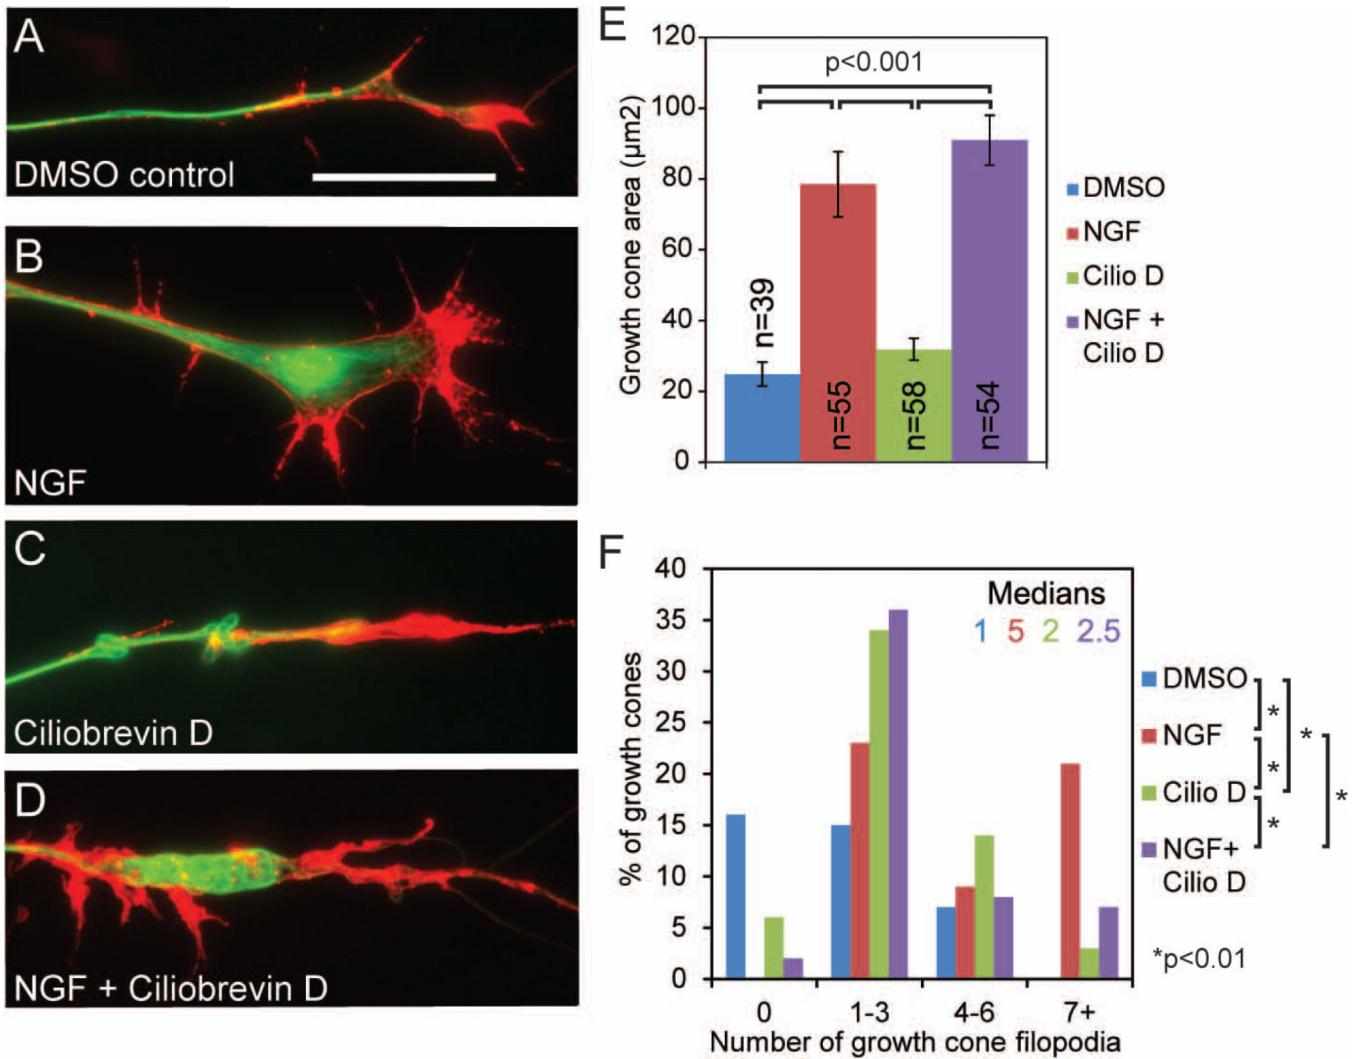 A
DMSO control
B
NGF
C
Ciliobrevin D
D
NGF + Ciliobrevin D
E
120
100
80
60
40
20
0
Growth cone area (µm2)
p<0.001
n=39
n=55
n=58
n=54
DMSO
NGF
Cilio D
NGF +
Cilio D
F
40
35
30
25
20
15
10
5
0
% of growth cones
Medians
1 5 2 2.5
0 1-3 4-6 7+
Number of growth cone filopodia
DMSO
NGF
Cilio D
NGF+
Cilio D
*
*
*
*
*
*p<0.01